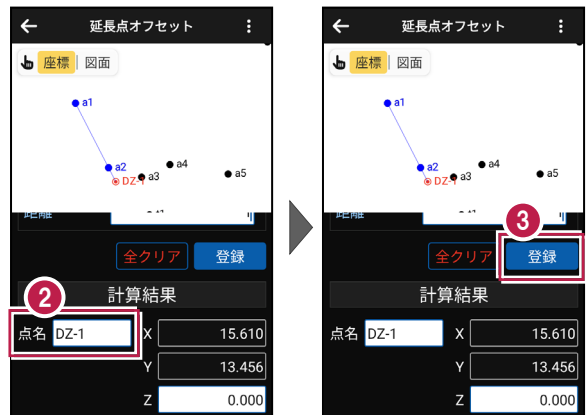 延長点オフセット
座標 図面
a1
a2
DZ-1
a3
a4
a5
距離
全クリア 登録
2
計算結果
点名 DZ-1 X 15.610
Y 13.456
Z 0.000
延長点オフセット
座標 図面
a1
a2
DZ-1
a3
a4
a5
距離
3
全クリア 登録
計算結果
点名 DZ-1 X 15.610
Y 13.456
Z 0.000